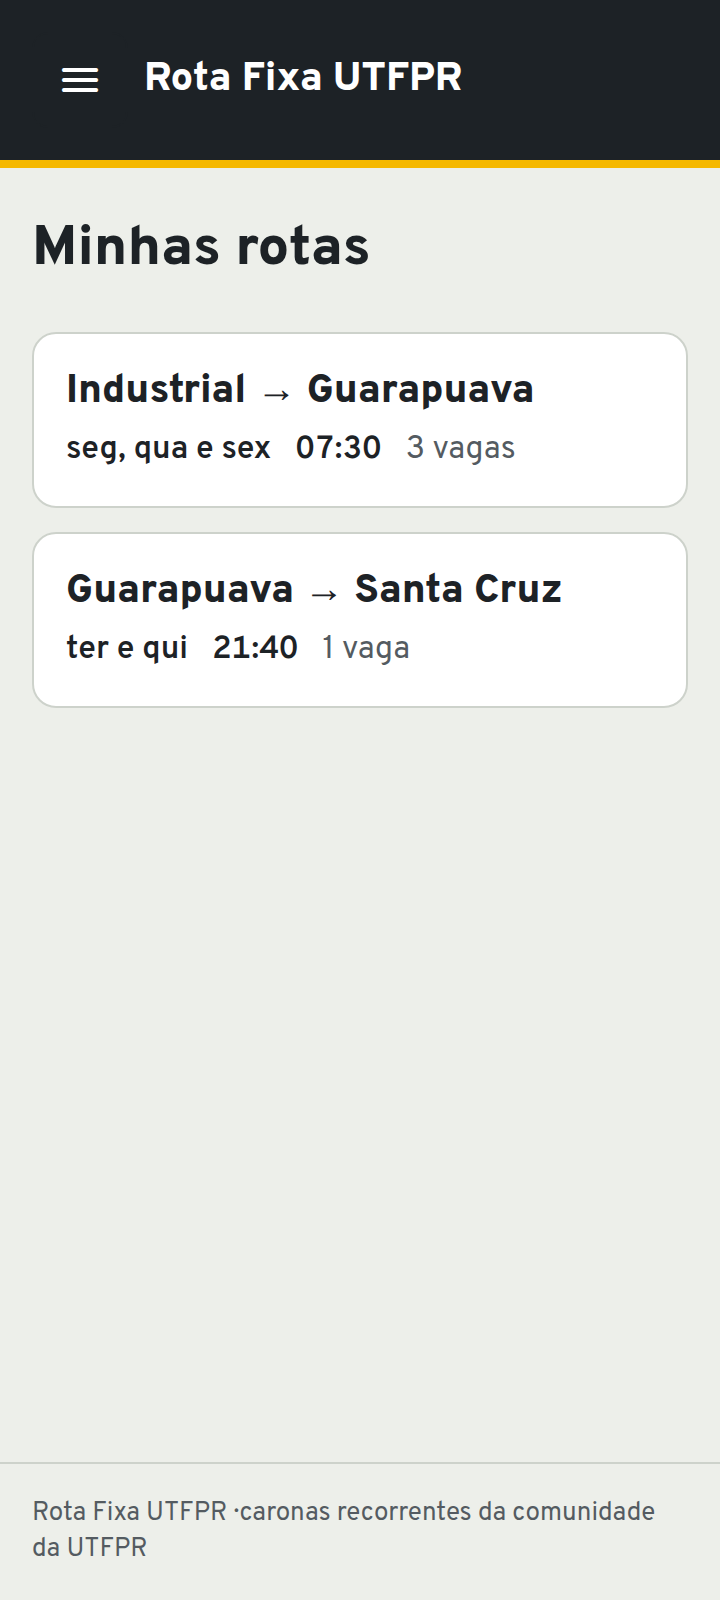 Rota Fixa UTFPR
Minhas rotas
Industrial → Guarapuava
seg, qua e sex 07:30 3 vagas
Guarapuava → Santa Cruz
ter e qui 21:40 1 vaga
Rota Fixa UTFPR ·caronas recorrentes da comunidade
da UTFPR